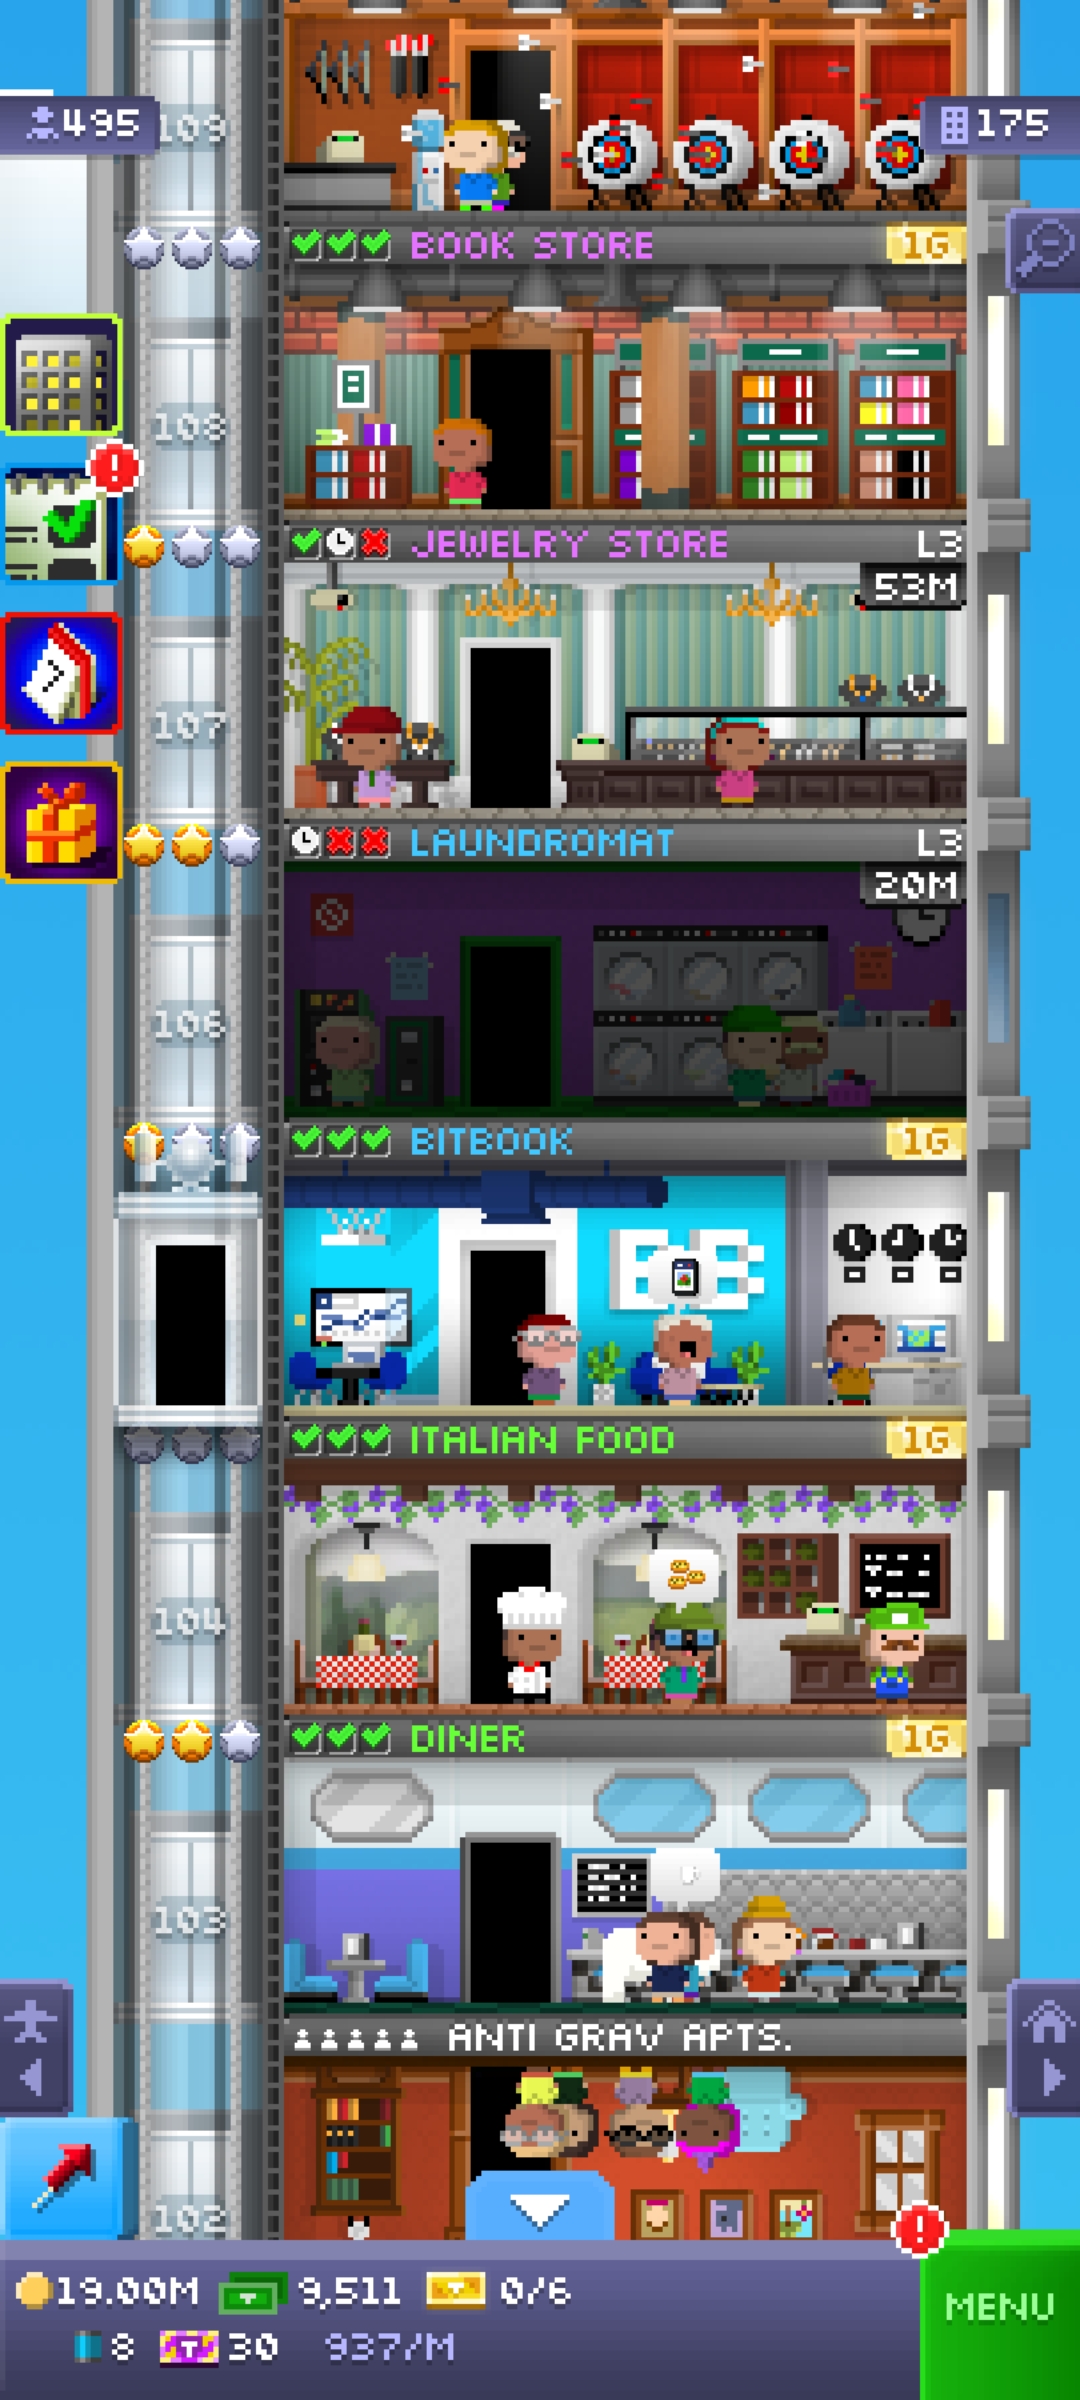 495
109
175
BOOK STORE 1G
108
JEWELRY STORE L3
53M
7
107
LAUNDROMAT L3
20M
106
BITBOOK 1G
ITALIAN FOOD 1G
104
DINER 1G
103
ANTI GRAV APTS.
102
19.00M 9,511 0/6
MENU
8 T 30 937/M